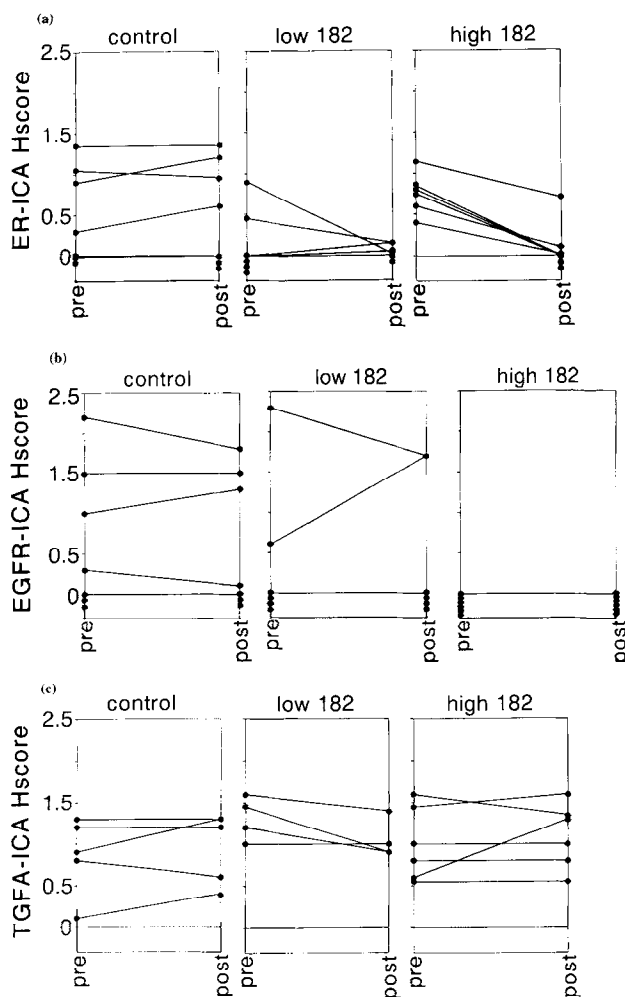 (a)
control low 182 high 182
2.5
1.5
0.5
0
ER-ICA Hscore
pre post pre post pre post
(b)
control low 182 high 182
2.5
1.5
0.5
0
EGFR-ICA Hscore
pre post pre post pre post
(c)
control low 182 high 182
2.5
1.5
0.5
0
TGFA-ICA Hscore
pre post pre post pre post